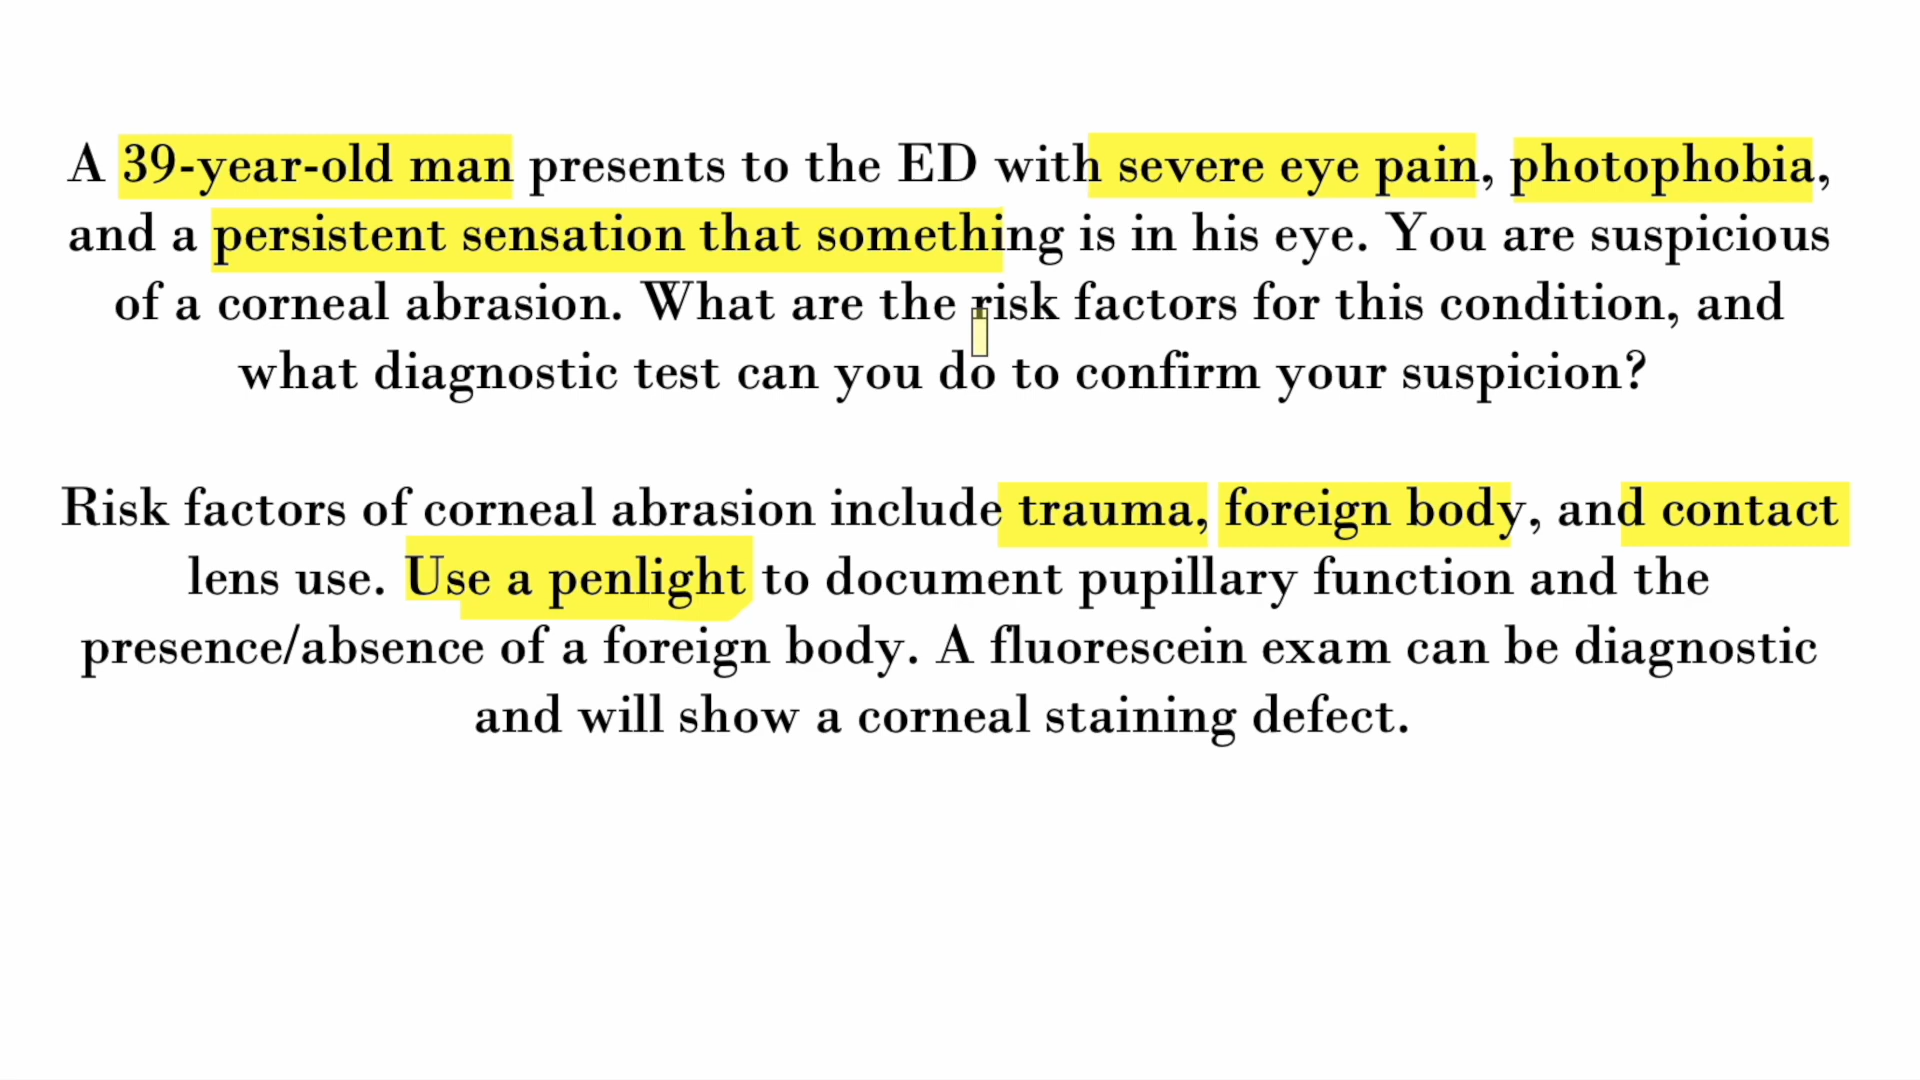 A 39-year-old man presents to the ED with severe eye pain, photophobia,
and a persistent sensation that something is in his eye. You are suspicious
of a corneal abrasion. What are the risk factors for this condition, and
what diagnostic test can you do to confirm your suspicion?
Risk factors of corneal abrasion include trauma, foreign body, and contact
lens use. Use a penlight to document pupillary function and the
presence/absence of a foreign body. A fluorescein exam can be diagnostic
and will show a corneal staining defect.